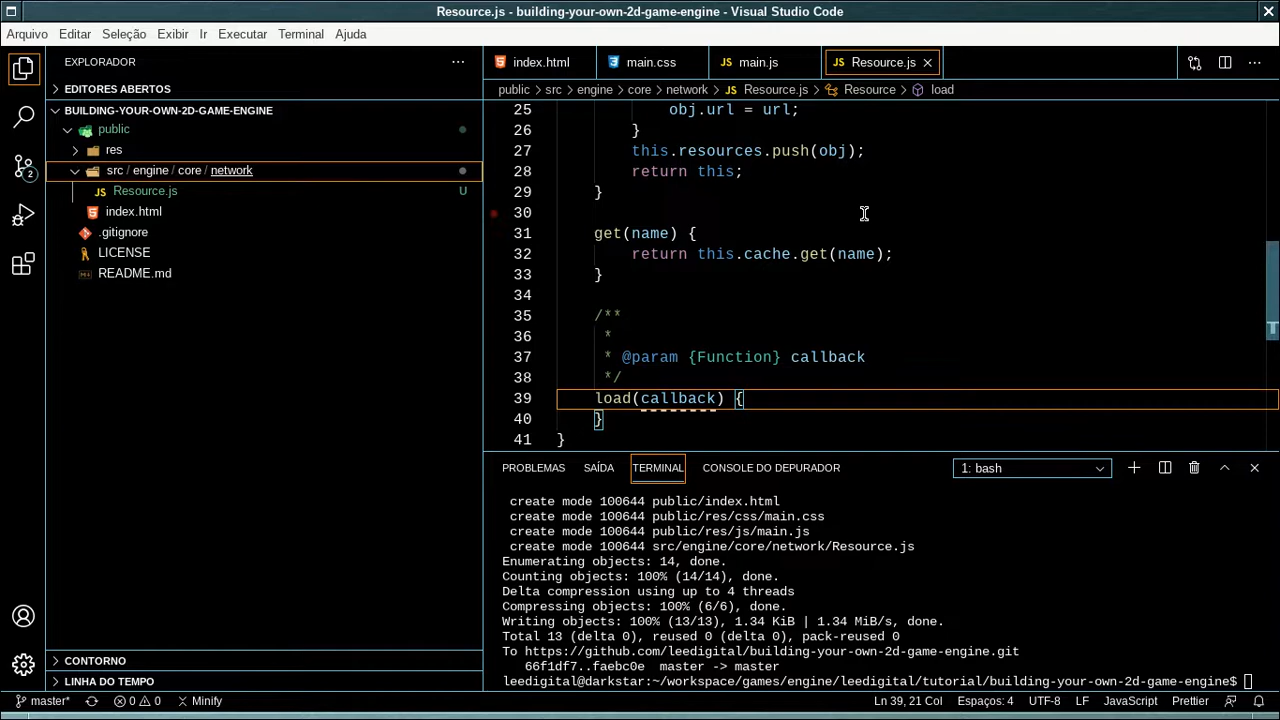 Resource.js - building-your-own-2d-game-engine - Visual Studio Code
Arquivo Editar Seleção Exibir Ir Executar Terminal Ajuda
EXPLORADOR
EDITORES ABERTOS
BUILDING-YOUR-OWN-2D-GAME-ENGINE
public
res
src / engine / core / network
JS Resource.js U
index.html
.gitignore
LICENSE
README.md
CONTORNO
LINHA DO TEMPO
2
index.html main.css JS main.js JS Resource.js
public > src > engine > core > network > JS Resource.js > Resource > load
25 obj.url = url;
26 }
27 this.resources.push(obj);
28 return this;
29 }
30
31 get(name) {
32 return this.cache.get(name);
33 }
34
35 /**
36 *
37 * @param {Function} callback
38 */
39 load(callback) {
40 }
41 }
PROBLEMAS SAÍDA TERMINAL CONSOLE DO DEPURADOR 1: bash
create mode 100644 public/index.html
create mode 100644 public/res/css/main.css
create mode 100644 public/res/js/main.js
create mode 100644 src/engine/core/network/Resource.js
Enumerating objects: 14, done.
Counting objects: 100% (14/14), done.
Delta compression using up to 4 threads
Compressing objects: 100% (6/6), done.
Writing objects: 100% (13/13), 1.34 KiB | 1.34 MiB/s, done.
Total 13 (delta 0), reused 0 (delta 0), pack-reused 0
To https://github.com/leedigital/building-your-own-2d-game-engine.git
66f1df7..faebc0e master -> master
leedigital@darkstar:~/workspace/games/engine/leedigital/tutorial/building-your-own-2d-game-engine$
master* 0 0 Minify Ln 39, 21 Col Espaços: 4 UTF-8 LF JavaScript Prettier